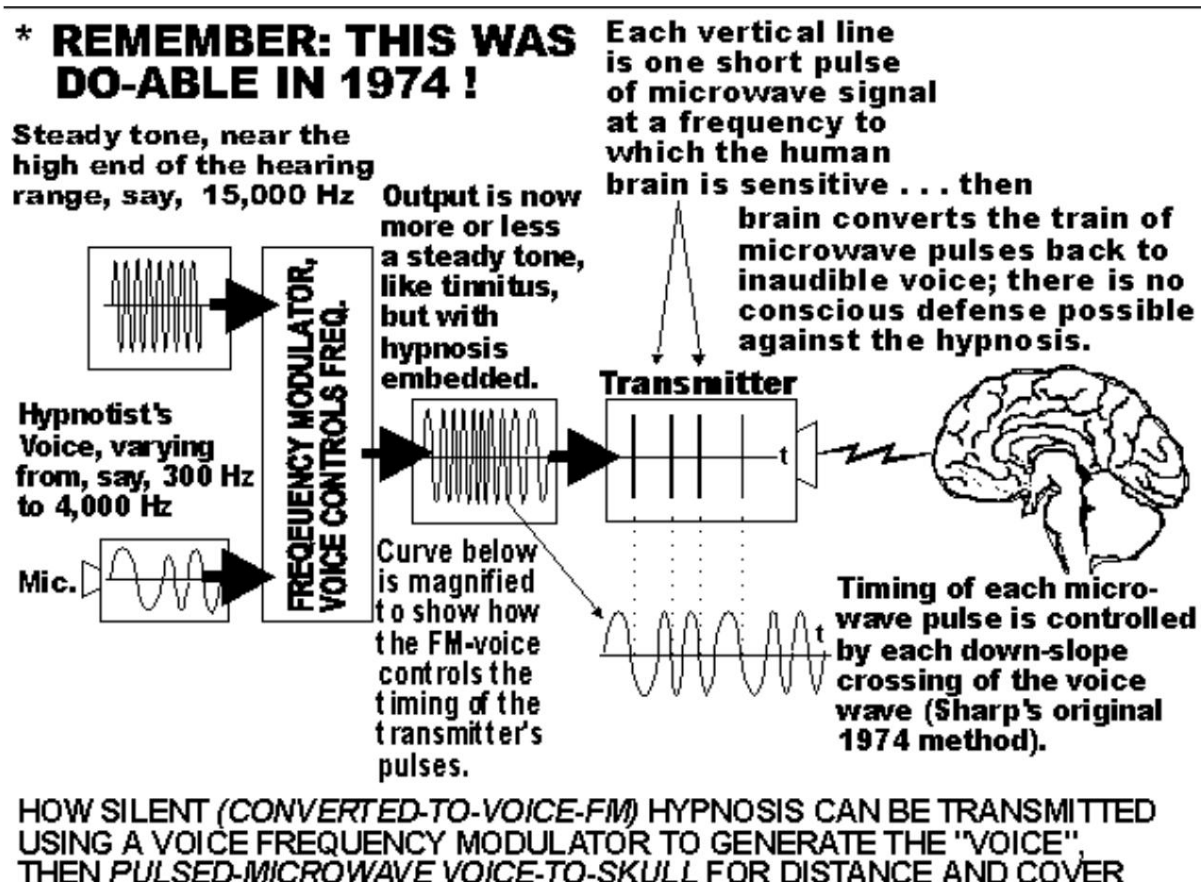 * REMEMBER: THIS WAS
DO-ABLE IN 1974 !
Each vertical line
is one short pulse
of microwave signal
at a frequency to
which the human
brain is sensitive . . . then
Steady tone, near the
high end of the hearing
range, say, 15,000 Hz
Output is now
more or less
a steady tone,
like tinnitus,
but with
hypnosis
embedded.
brain converts the train of
microwave pulses back to
inaudible voice; there is no
conscious defense possible
against the hypnosis.
FREQEUENCY MODULATOR,
VOICE CONTROLS FREQ.
Transmitter
t
Hypnotist's
Voice, varying
from, say, 300 Hz
to 4,000 Hz
Mic.
Curve below
is magnified
to show how
the FM-voice
controls the
timing of the
transmitter's
pulses.
t
Timing of each micro-
wave pulse is controlled
by each down-slope
crossing of the voice
wave (Sharp's original
1974 method).
HOW SILENT (CONVERTED-TO-VOICE-FM) HYPNOSIS CAN BE TRANSMITTED
USING A VOICE FREQUENCY MODULATOR TO GENERATE THE "VOICE",
THEN PULSED-MICROWAVE VOICE-TO-SKULL FOR DISTANCE AND COVER